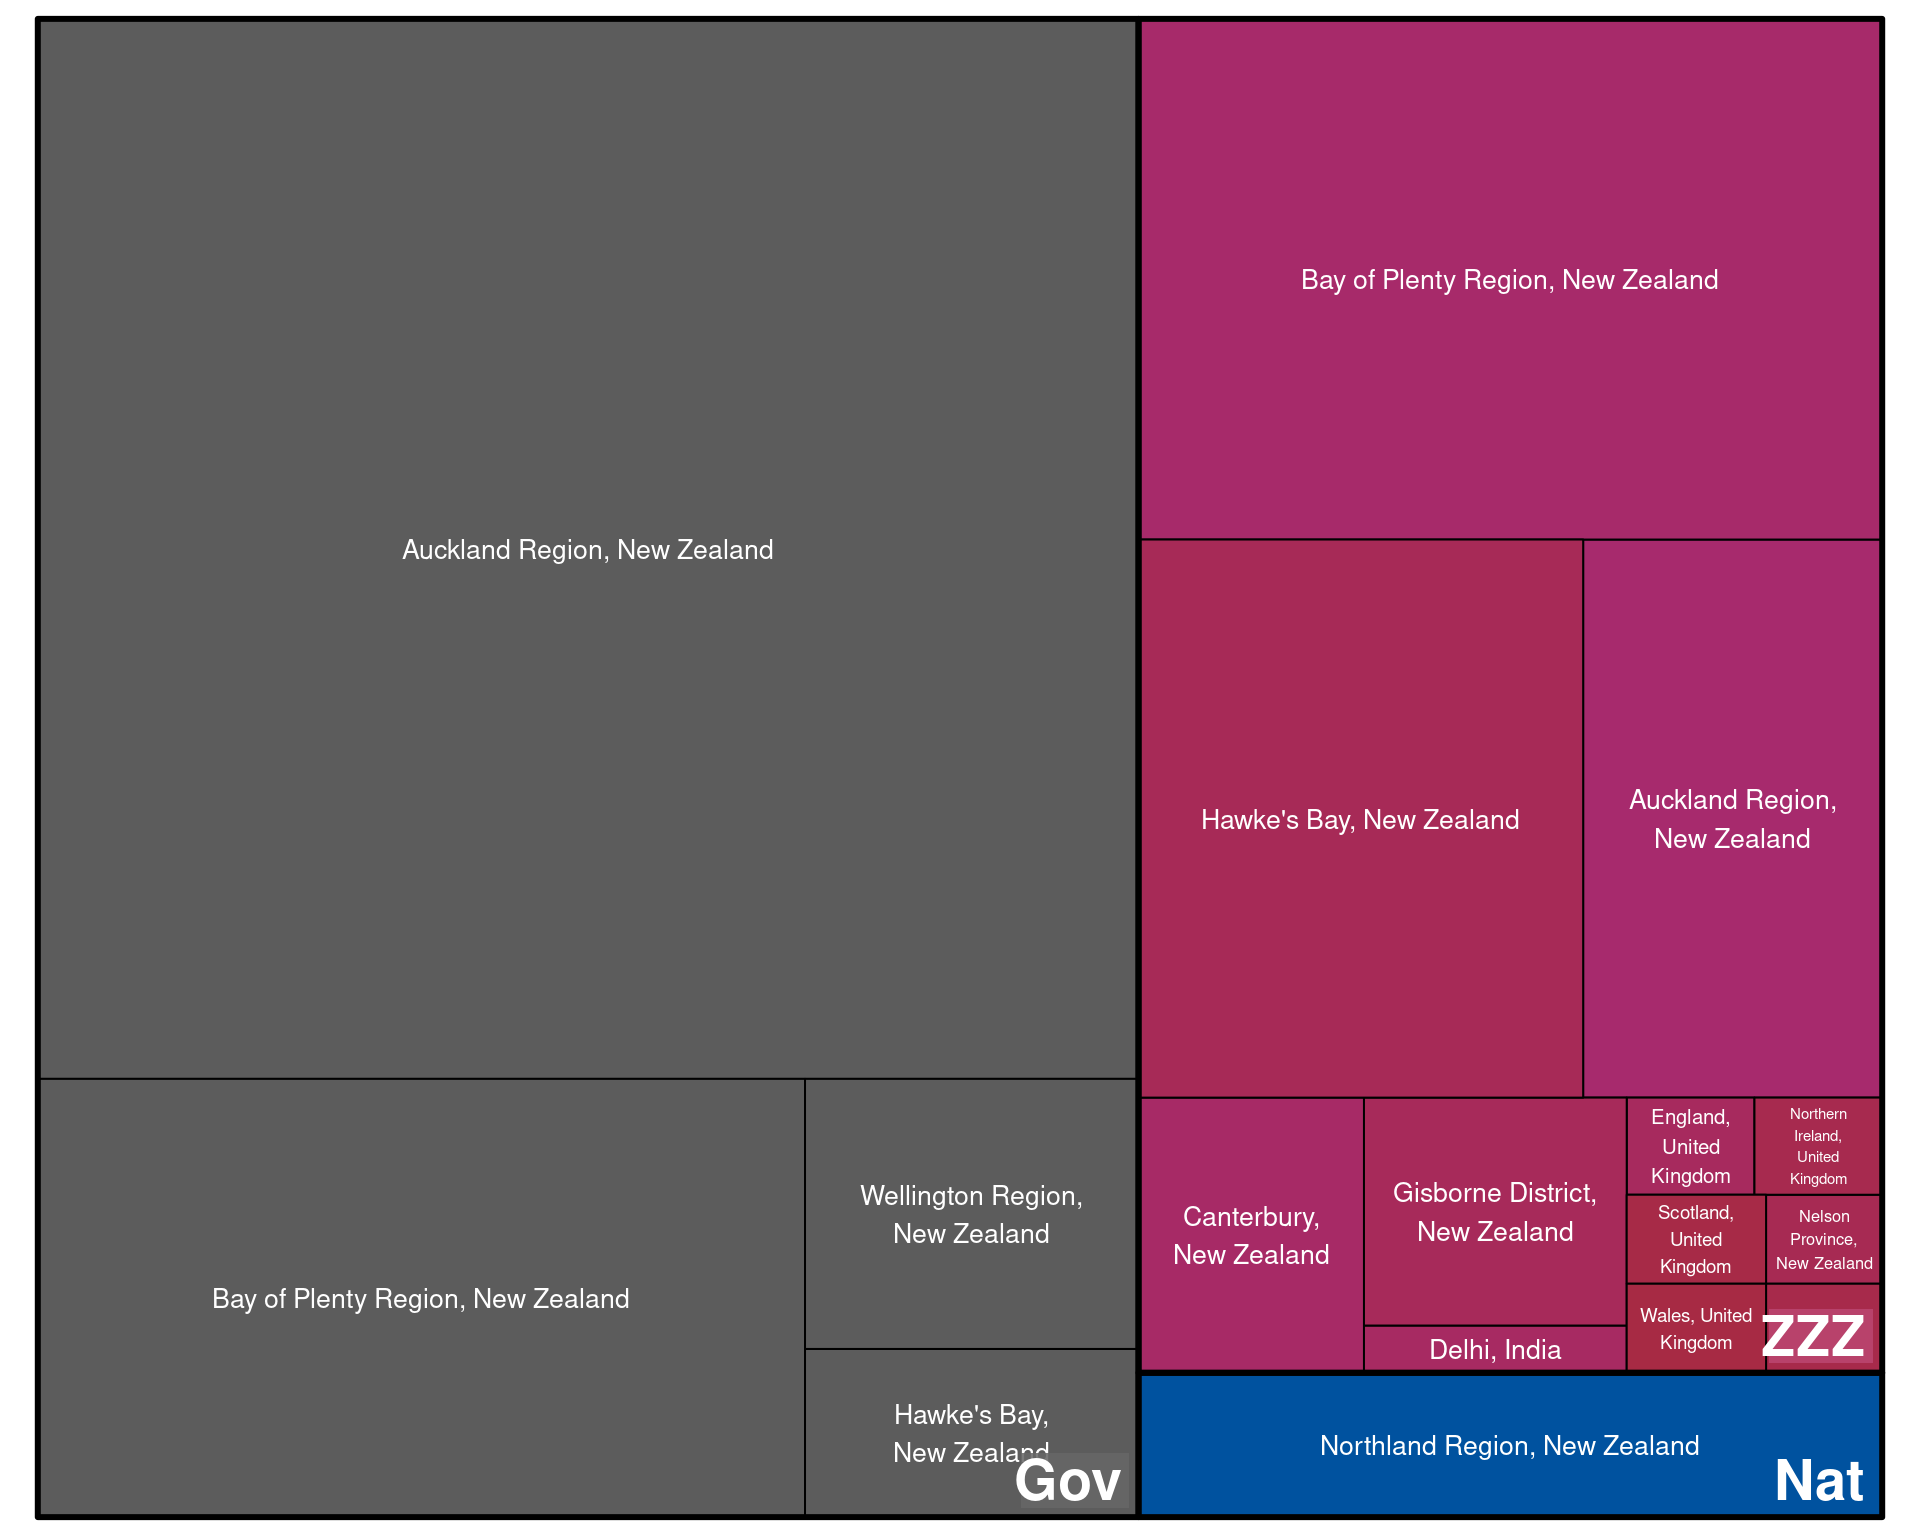 Auckland Region, New Zealand
Bay of Plenty Region, New Zealand
Wellington Region,
New Zealand
Hawke's Bay,
New Zealand
Gov
Bay of Plenty Region, New Zealand
Hawke's Bay, New Zealand
Auckland Region,
New Zealand
Canterbury,
New Zealand
Gisborne District,
New Zealand
Delhi, India
England,
United
Kingdom
Northern
Ireland,
United
Kingdom
Scotland,
United
Kingdom
Nelson
Province,
New Zealand
Wales, United
Kingdom
ZZZ
Northland Region, New Zealand
Nat